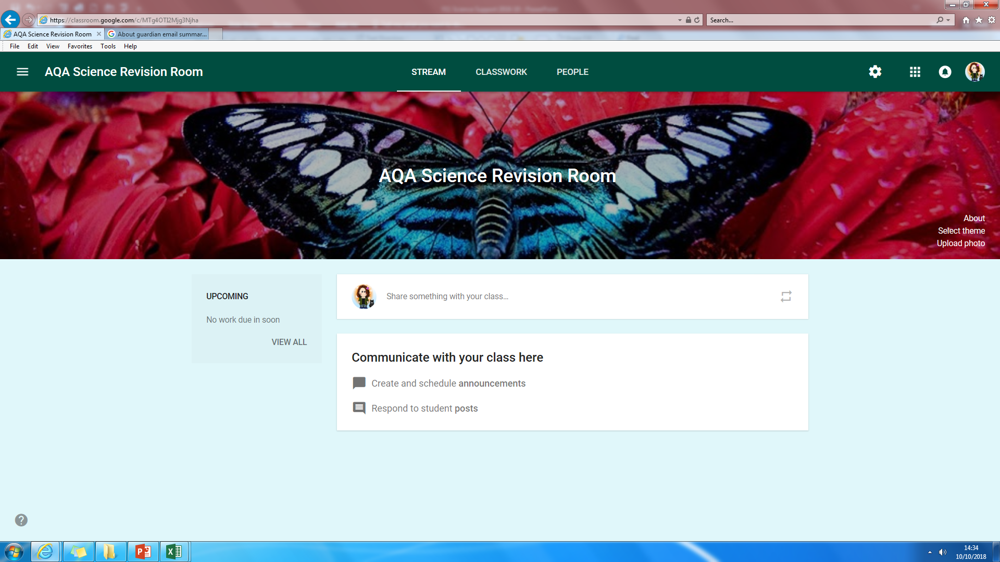 https://classroom.google.com/c/MTg4OTI2Mjg3Njha
Search...
AQA Science Revision Room
About guardian email summar...
File Edit View Favorites Tools Help
AQA Science Revision Room
STREAM CLASSWORK PEOPLE
AQA Science Revision Room
About
Select theme
Upload photo
UPCOMING
No work due in soon
VIEW ALL
Share something with your class...
Communicate with your class here
Create and schedule announcements
Respond to student posts
14:34
10/10/2018